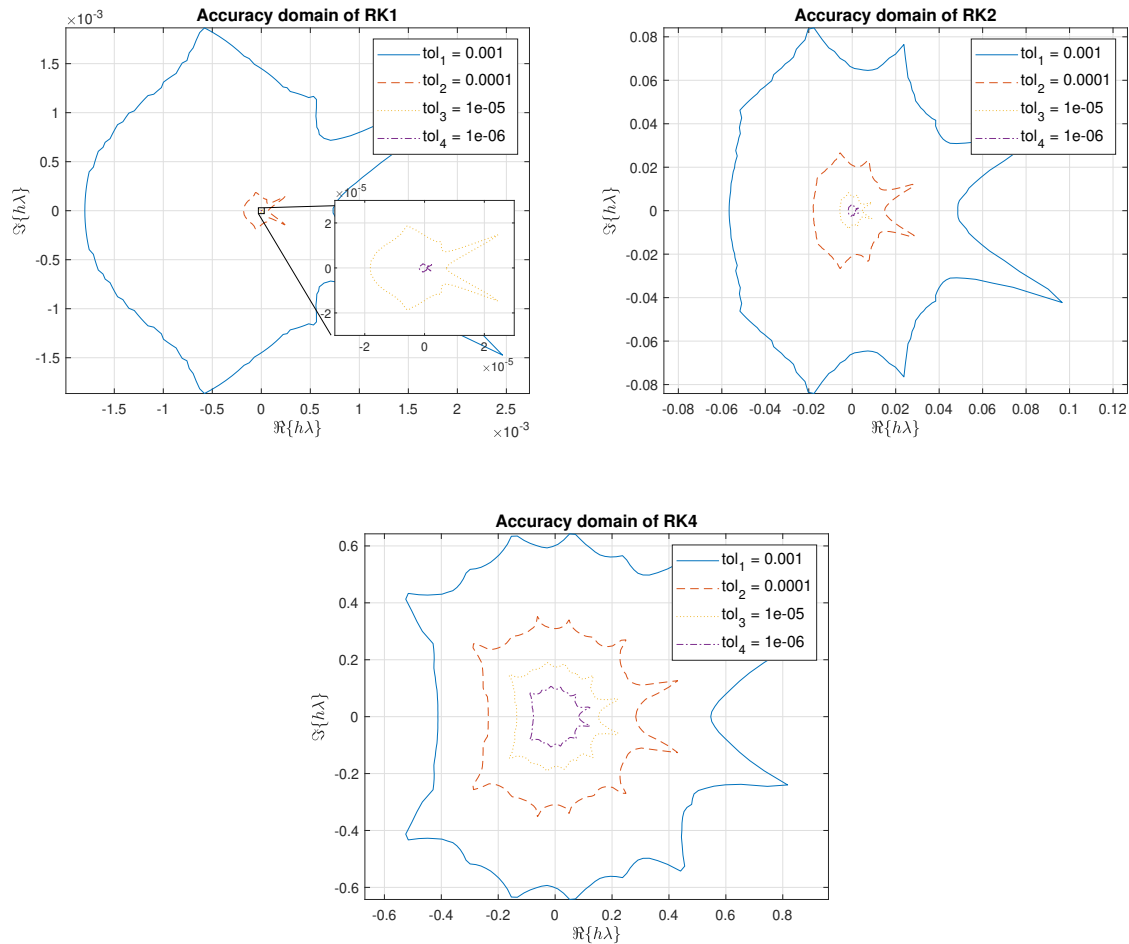 Accuracy domain of RK1
×10⁻³
tol₁ = 0.001
tol₂ = 0.0001
tol₃ = 1e-05
tol₄ = 1e-06
1.5
1
0.5
0
-0.5
-1
-1.5
ℑ{hλ}
-1.5 -1 -0.5 0 0.5 1 1.5 2 2.5
ℜ{hλ}
×10⁻³
×10⁻⁵
2
0
-2
-2 0 2
×10⁻⁵
Accuracy domain of RK2
tol₁ = 0.001
tol₂ = 0.0001
tol₃ = 1e-05
tol₄ = 1e-06
0.08
0.06
0.04
0.02
0
-0.02
-0.04
-0.06
-0.08
ℑ{hλ}
-0.08 -0.06 -0.04 -0.02 0 0.02 0.04 0.06 0.08 0.1 0.12
ℜ{hλ}
Accuracy domain of RK4
tol₁ = 0.001
tol₂ = 0.0001
tol₃ = 1e-05
tol₄ = 1e-06
0.6
0.4
0.2
0
-0.2
-0.4
-0.6
ℑ{hλ}
-0.6 -0.4 -0.2 0 0.2 0.4 0.6 0.8
ℜ{hλ}